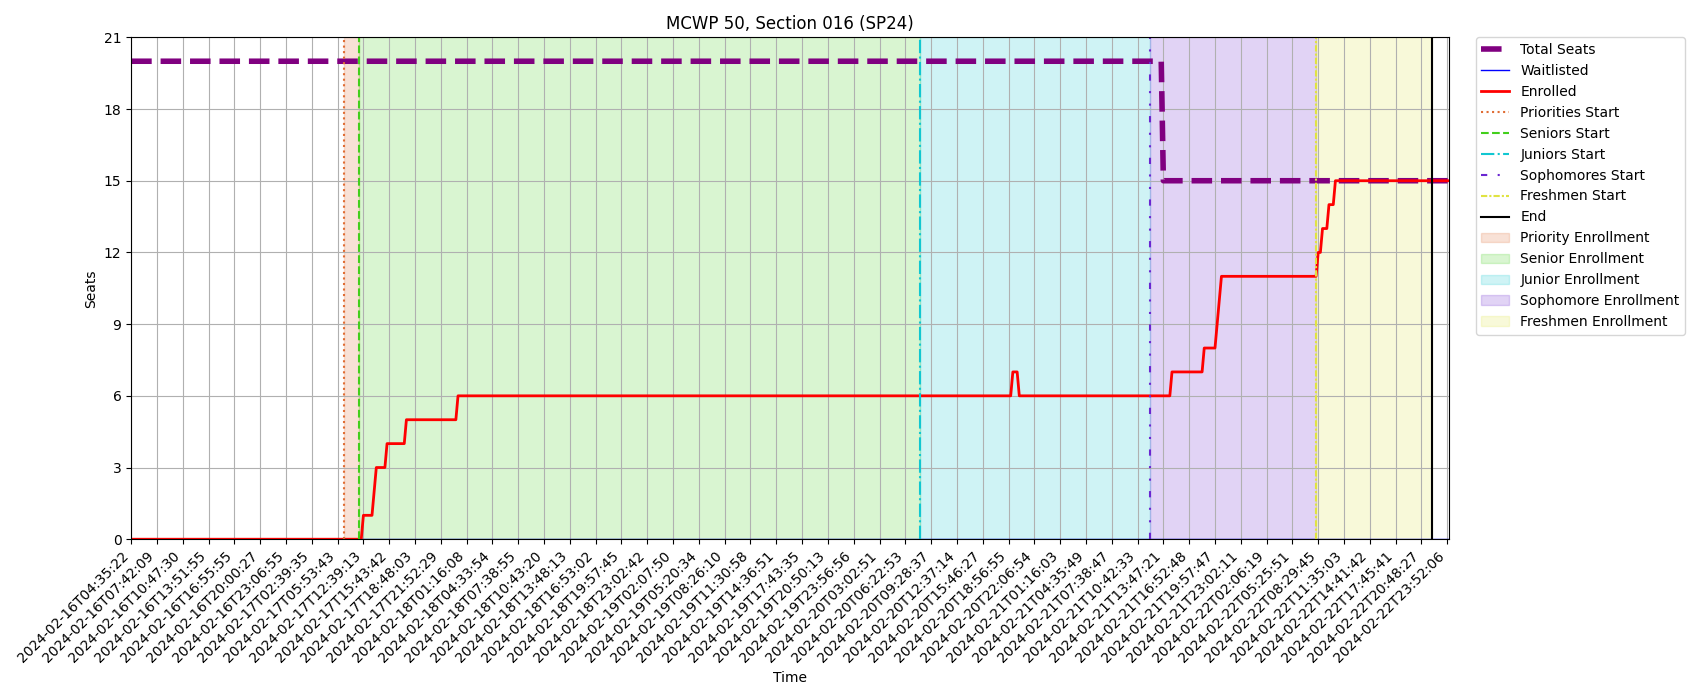 MCWP 50, Section 016 (SP24)
Seats
21
18
15
12
9
6
3
0
2024-02-16T04:35:22
2024-02-16T07:42:09
2024-02-16T10:47:30
2024-02-16T13:51:55
2024-02-16T16:55:55
2024-02-16T20:00:27
2024-02-16T23:06:55
2024-02-17T02:39:35
2024-02-17T05:53:43
2024-02-17T12:39:13
2024-02-17T15:43:42
2024-02-17T18:48:03
2024-02-17T21:52:29
2024-02-18T01:16:08
2024-02-18T04:33:54
2024-02-18T07:38:55
2024-02-18T10:43:20
2024-02-18T13:48:13
2024-02-18T16:53:02
2024-02-18T19:57:45
2024-02-18T23:02:42
2024-02-19T02:07:50
2024-02-19T05:20:34
2024-02-19T08:26:10
2024-02-19T11:30:58
2024-02-19T14:36:51
2024-02-19T17:43:35
2024-02-19T20:50:13
2024-02-19T23:56:56
2024-02-20T03:02:51
2024-02-20T06:22:53
2024-02-20T09:28:37
2024-02-20T12:37:14
2024-02-20T15:46:27
2024-02-20T18:56:55
2024-02-20T22:06:54
2024-02-21T01:16:03
2024-02-21T04:35:49
2024-02-21T07:38:47
2024-02-21T10:42:33
2024-02-21T13:47:21
2024-02-21T16:52:48
2024-02-21T19:57:47
2024-02-21T23:02:11
2024-02-22T02:06:19
2024-02-22T05:25:51
2024-02-22T08:29:45
2024-02-22T11:35:03
2024-02-22T14:41:42
2024-02-22T17:45:41
2024-02-22T20:48:27
2024-02-22T23:52:06
Time
Total Seats
Waitlisted
Enrolled
Priorities Start
Seniors Start
Juniors Start
Sophomores Start
Freshmen Start
End
Priority Enrollment
Senior Enrollment
Junior Enrollment
Sophomore Enrollment
Freshmen Enrollment